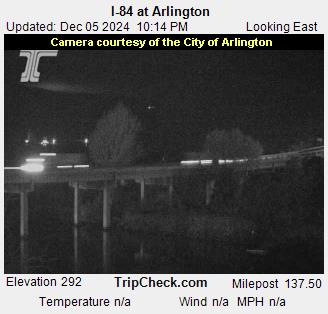 I-84 at Arlington
Updated: Dec 05 2024 10:14 PM Looking East
Camera courtesy of the City of Arlington
Elevation 292 TripCheck.com Milepost 137.50
Temperature n/a Wind n/a MPH n/a